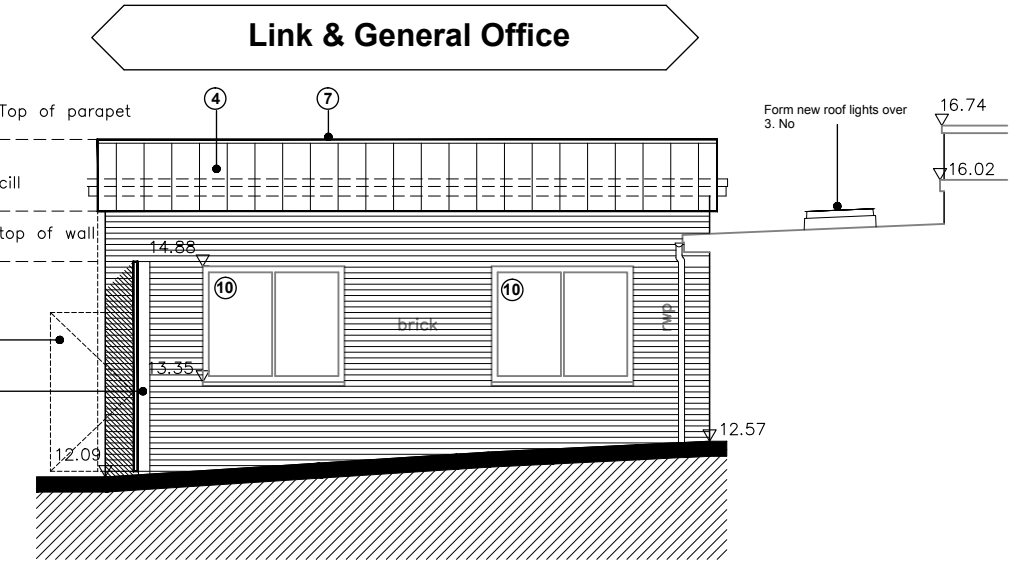 Link & General Office
Top of parapet
4
7
Form new roof lights over
3. No
16.74
cill
16.02
top of wall
14.88
10
10
brick
rwp
13.35
12.57
12.09